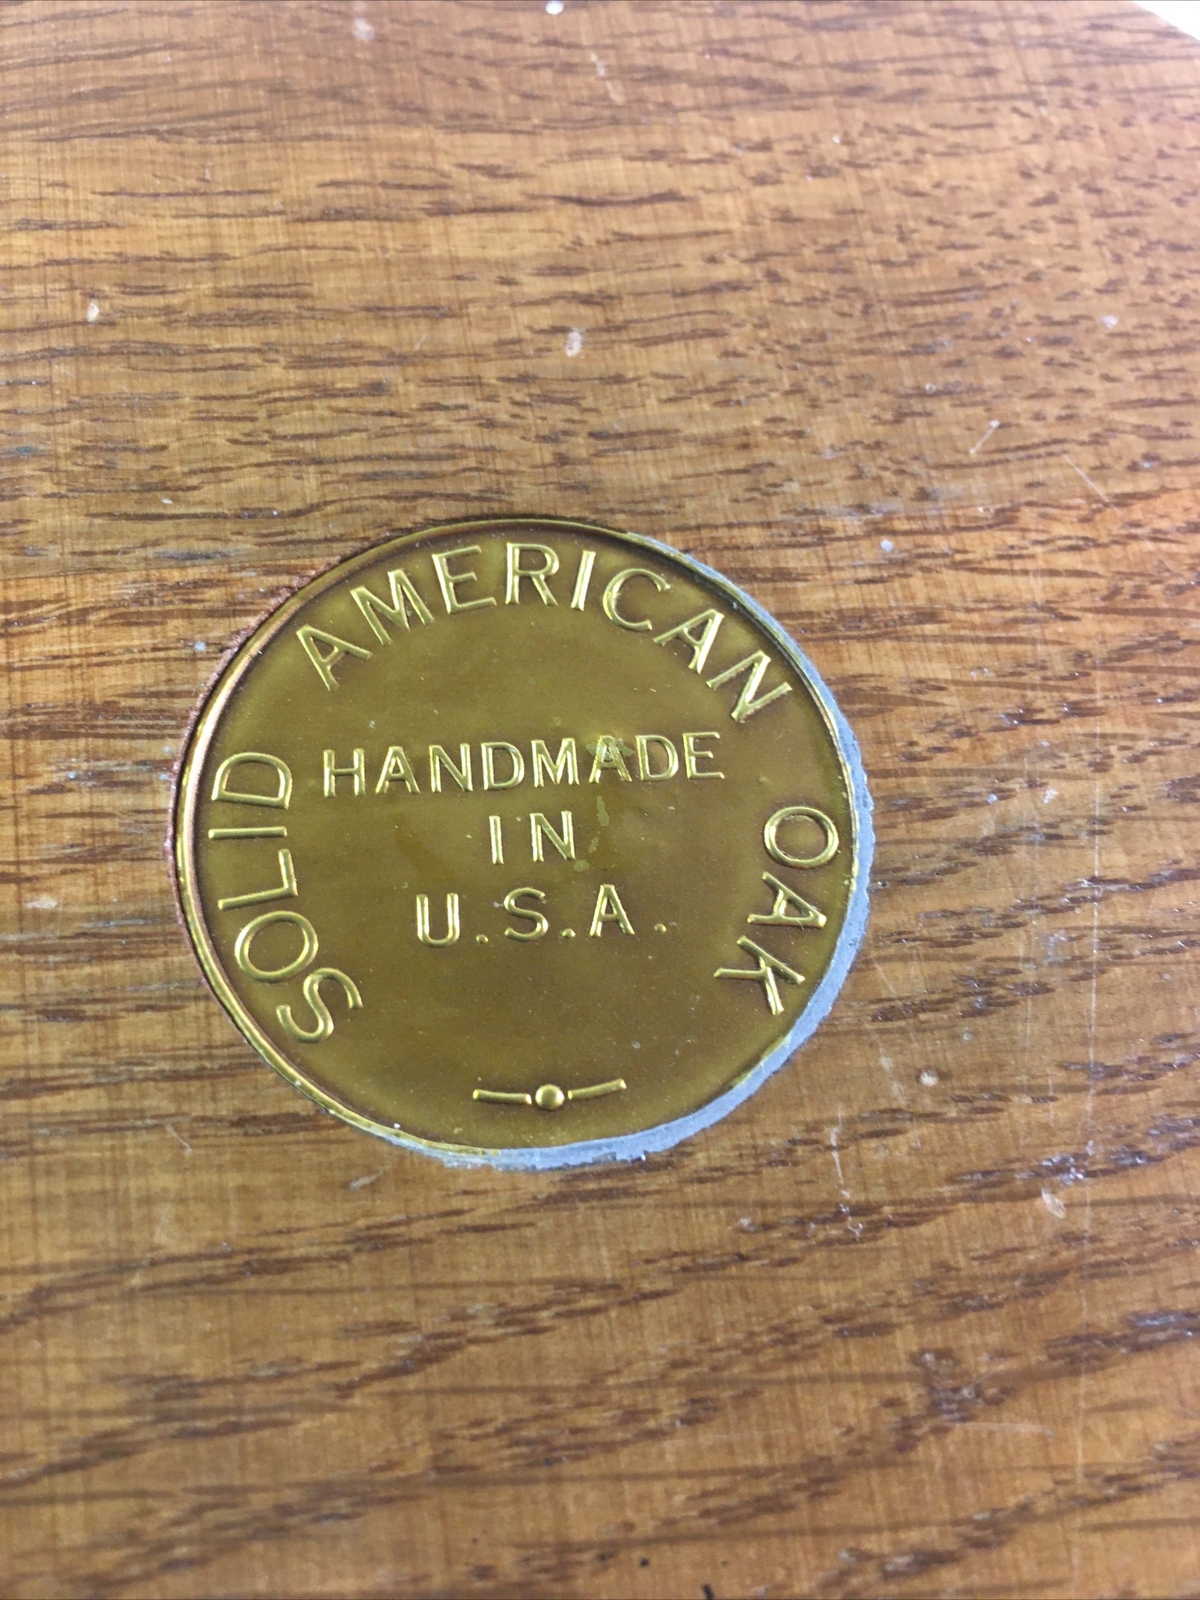 SOLID AMERICAN OAK
HANDMADE
IN
U.S.A.